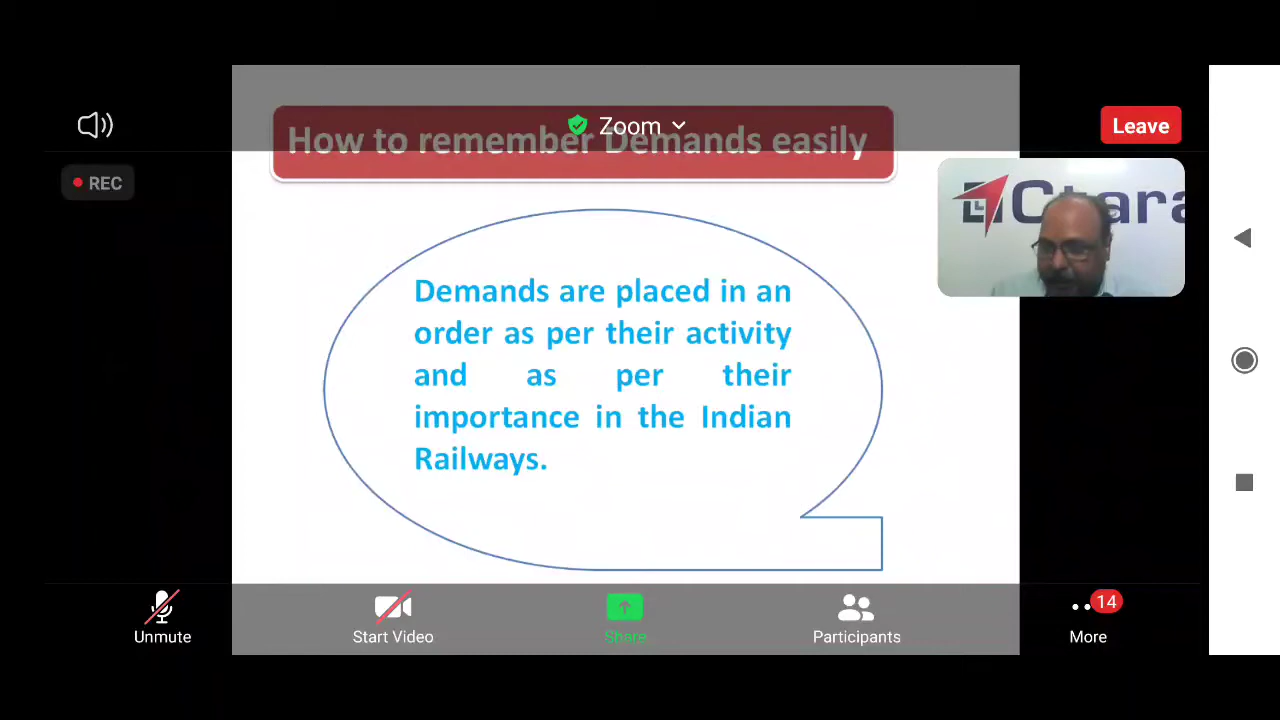 Zoom
Leave
How to remember Demands easily
REC
Ctara
Demands are placed in an
order as per their activity
and as per their
importance in the Indian
Railways.
14
Unmute
Start Video
Share
Participants
More